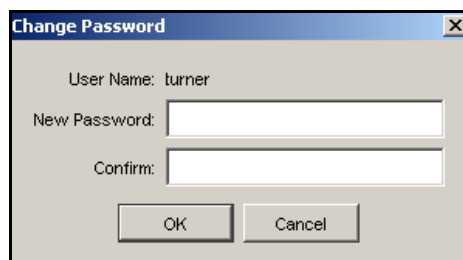 Change Password
User Name: turner
New Password:
Confirm:
OK Cancel